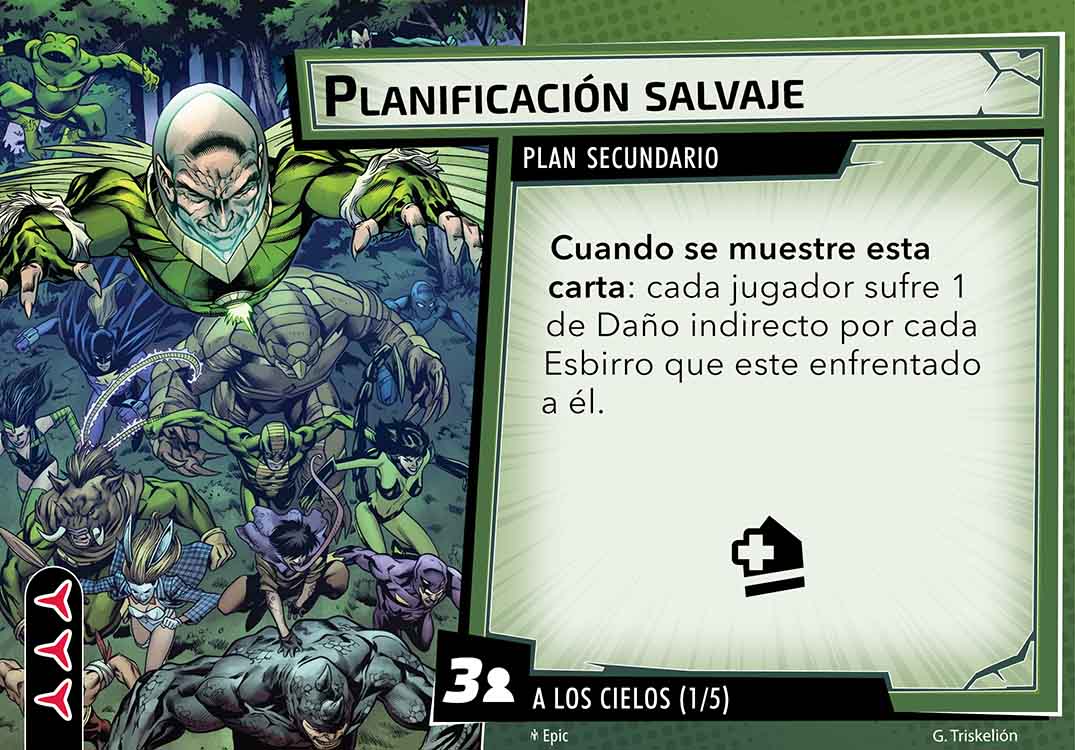 PLANIFICACIÓN SALVAJE
PLAN SECUNDARIO
Cuando se muestre esta
carta: cada jugador sufre 1
de Daño indirecto por cada
Esbirro que este enfrentado
a él.
3
A LOS CIELOS (1/5)
Epic
G. Triskelión